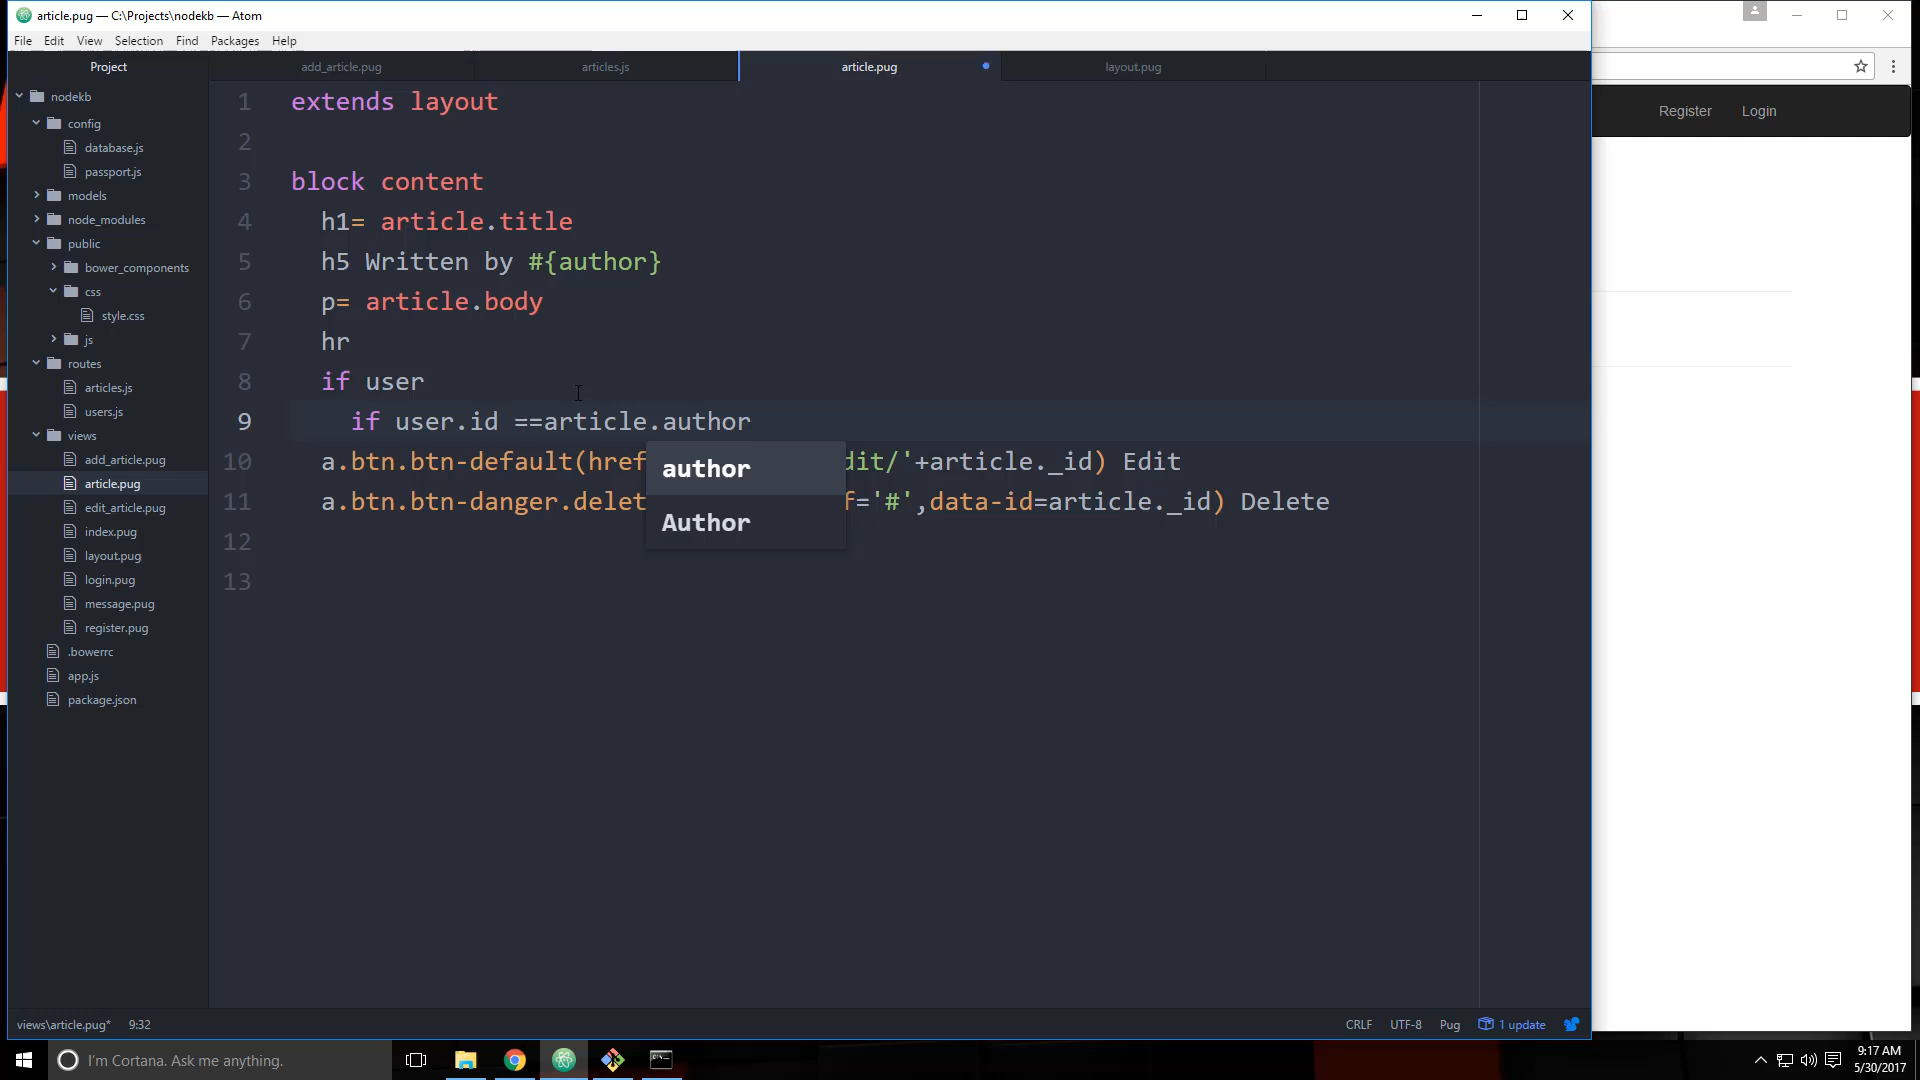 article.pug — C:\Projects\nodekb — Atom
File Edit View Selection Find Packages Help
Project
add_article.pug
articles.js
article.pug
layout.pug
Register Login
nodekb
config
database.js
passport.js
models
node_modules
public
bower_components
css
style.css
js
routes
articles.js
users.js
views
add_article.pug
article.pug
edit_article.pug
index.pug
layout.pug
login.pug
message.pug
register.pug
.bowerrc
app.js
package.json
1 extends layout
2
3 block content
4 h1= article.title
5 h5 Written by #{author}
6 p= article.body
7 hr
8 if user
9 if user.id ==article.author
10 a.btn.btn-default(href dit/'+article._id) Edit
11 a.btn.btn-danger.delet f='#',data-id=article._id) Delete
12
13
author
Author
views\article.pug* 9:32
CRLF UTF-8 Pug 1 update
I'm Cortana. Ask me anything.
9:17 AM
5/30/2017